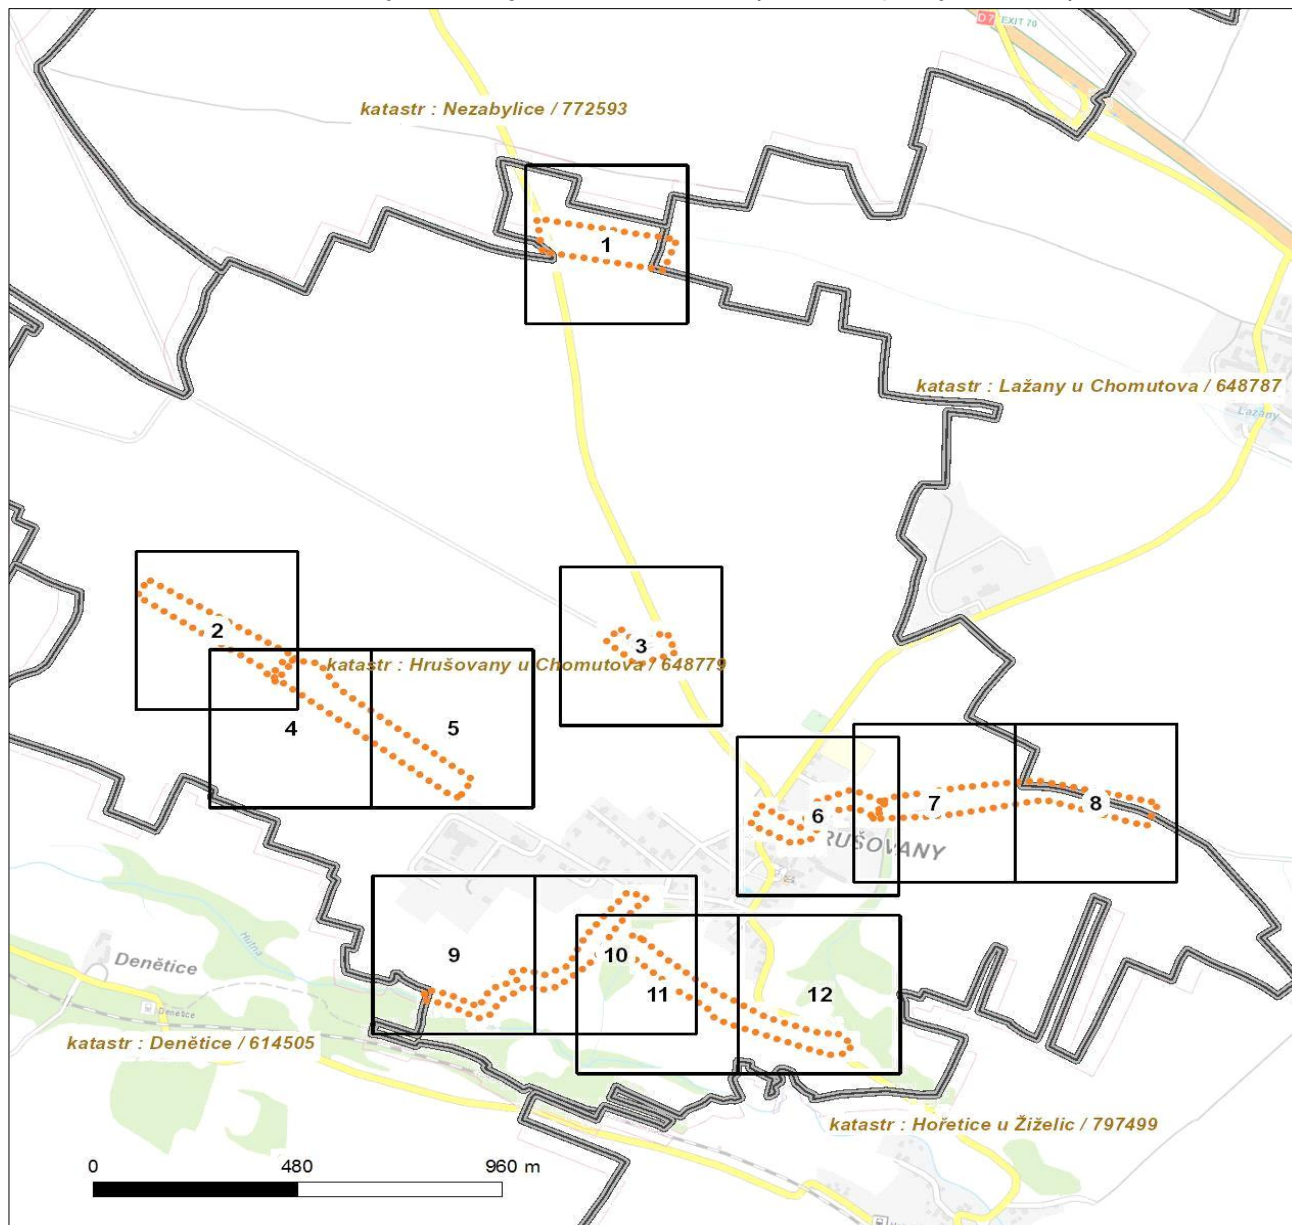 D7 EXIT 70
katastr : Nezabylice / 772593
1
katastr : Lažany u Chomutova / 648787
Lažany
2
3
katastr : Hrušovany u Chomutova / 648779
4
5
6
7
8
RUŠOVANY
9
10
11
12
Hutná
Denětice
Denětice
katastr : Denětice / 614505
katastr : Hořetice u Žiželic / 797499
0 480 960 m